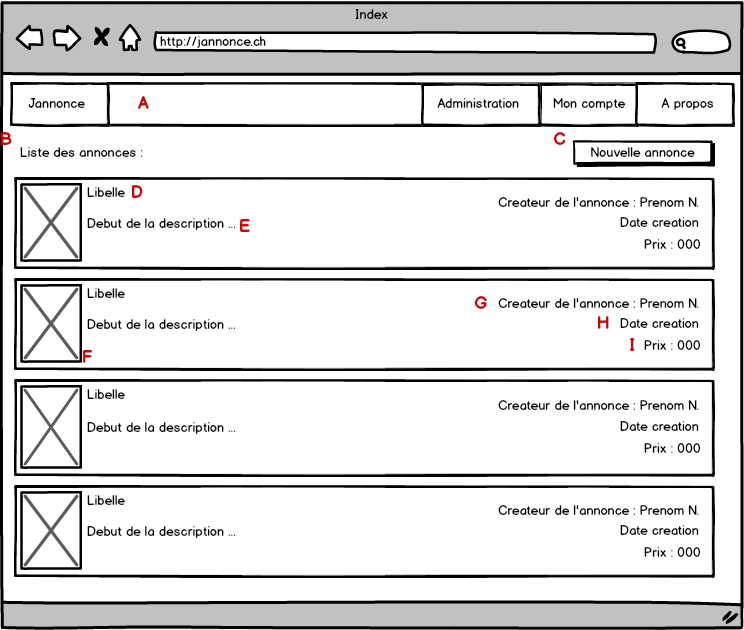 Index
http://jannonce.ch
Jannonce A Administration Mon compte A propos
B C
Liste des annonces : Nouvelle annonce
Libelle D
Createur de l'annonce : Prenom N.
Debut de la description ... E Date creation
Prix : 000
Libelle
G Createur de l'annonce : Prenom N.
Debut de la description ... H Date creation
I Prix : 000
F
Libelle
Createur de l'annonce : Prenom N.
Debut de la description ... Date creation
Prix : 000
Libelle
Createur de l'annonce : Prenom N.
Debut de la description ... Date creation
Prix : 000